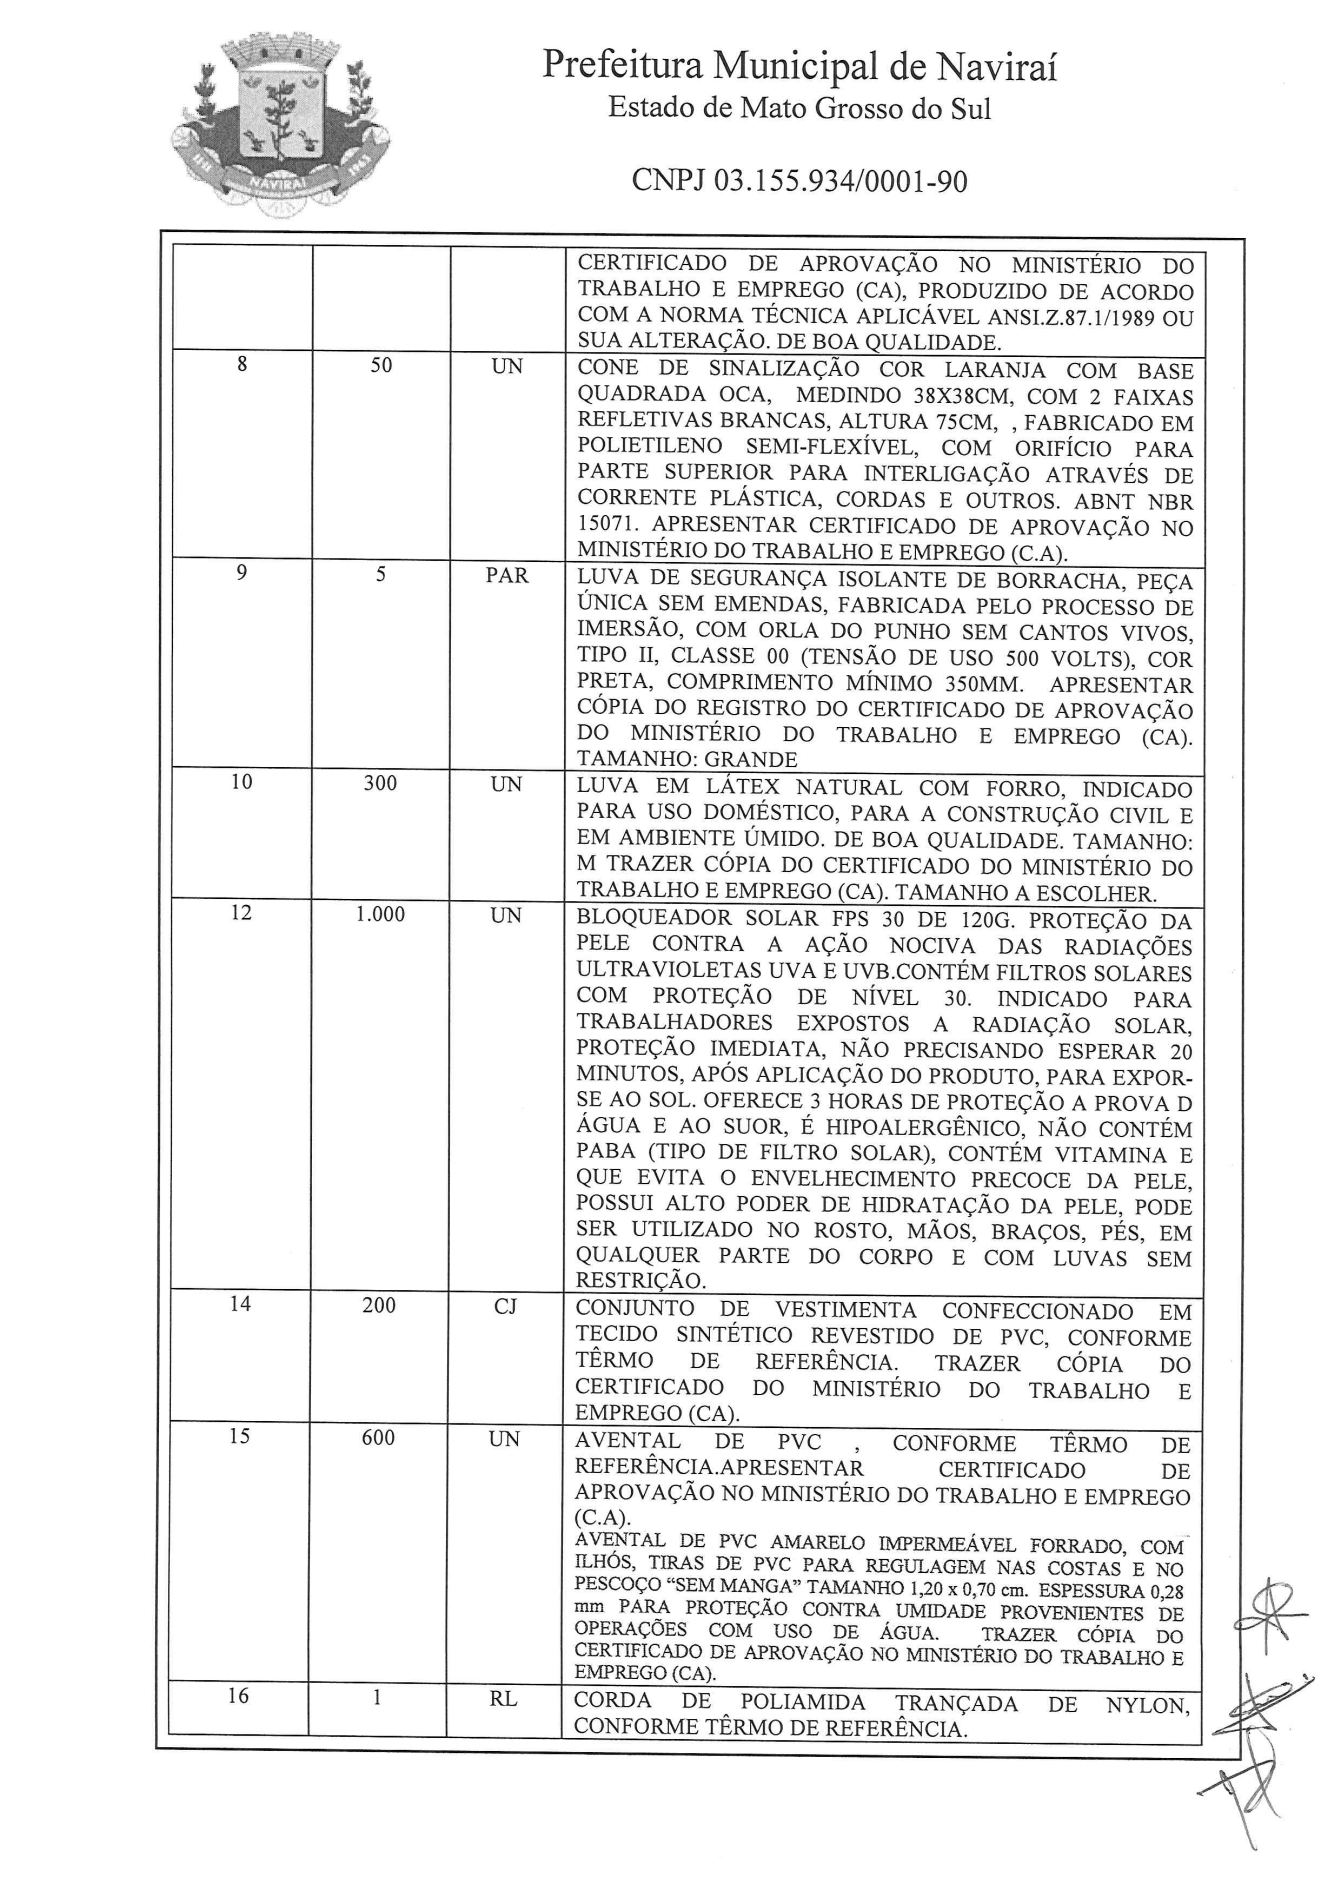 Prefeitura Municipal de Naviraí
Estado de Mato Grosso do Sul
CNPJ 03.155.934/0001-90
NAVIRAÍ
1963
CERTIFICADO DE APROVAÇÃO NO MINISTÉRIO DO
TRABALHO E EMPREGO (CA), PRODUZIDO DE ACORDO
COM A NORMA TÉCNICA APLICÁVEL ANSI.Z.87.1/1989 OU
SUA ALTERAÇÃO. DE BOA QUALIDADE.
8 50 UN CONE DE SINALIZAÇÃO COR LARANJA COM BASE
QUADRADA OCA, MEDINDO 38X38CM, COM 2 FAIXAS
REFLETIVAS BRANCAS, ALTURA 75CM, , FABRICADO EM
POLIETILENO SEMI-FLEXÍVEL, COM ORIFÍCIO PARA
PARTE SUPERIOR PARA INTERLIGAÇÃO ATRAVÉS DE
CORRENTE PLÁSTICA, CORDAS E OUTROS. ABNT NBR
15071. APRESENTAR CERTIFICADO DE APROVAÇÃO NO
MINISTÉRIO DO TRABALHO E EMPREGO (C.A).
9 5 PAR LUVA DE SEGURANÇA ISOLANTE DE BORRACHA, PEÇA
ÚNICA SEM EMENDAS, FABRICADA PELO PROCESSO DE
IMERSÃO, COM ORLA DO PUNHO SEM CANTOS VIVOS,
TIPO II, CLASSE 00 (TENSÃO DE USO 500 VOLTS), COR
PRETA, COMPRIMENTO MÍNIMO 350MM. APRESENTAR
CÓPIA DO REGISTRO DO CERTIFICADO DE APROVAÇÃO
DO MINISTÉRIO DO TRABALHO E EMPREGO (CA).
TAMANHO: GRANDE
10 300 UN LUVA EM LÁTEX NATURAL COM FORRO, INDICADO
PARA USO DOMÉSTICO, PARA A CONSTRUÇÃO CIVIL E
EM AMBIENTE ÚMIDO. DE BOA QUALIDADE. TAMANHO:
M TRAZER CÓPIA DO CERTIFICADO DO MINISTÉRIO DO
TRABALHO E EMPREGO (CA). TAMANHO A ESCOLHER.
12 1.000 UN BLOQUEADOR SOLAR FPS 30 DE 120G. PROTEÇÃO DA
PELE CONTRA A AÇÃO NOCIVA DAS RADIAÇÕES
ULTRAVIOLETAS UVA E UVB.CONTÉM FILTROS SOLARES
COM PROTEÇÃO DE NÍVEL 30. INDICADO PARA
TRABALHADORES EXPOSTOS A RADIAÇÃO SOLAR,
PROTEÇÃO IMEDIATA, NÃO PRECISANDO ESPERAR 20
MINUTOS, APÓS APLICAÇÃO DO PRODUTO, PARA EXPOR-
SE AO SOL. OFERECE 3 HORAS DE PROTEÇÃO A PROVA D
ÁGUA E AO SUOR, É HIPOALERGÊNICO, NÃO CONTÉM
PABA (TIPO DE FILTRO SOLAR), CONTÉM VITAMINA E
QUE EVITA O ENVELHECIMENTO PRECOCE DA PELE,
POSSUI ALTO PODER DE HIDRATAÇÃO DA PELE, PODE
SER UTILIZADO NO ROSTO, MÃOS, BRAÇOS, PÉS, EM
QUALQUER PARTE DO CORPO E COM LUVAS SEM
RESTRIÇÃO.
14 200 CJ CONJUNTO DE VESTIMENTA CONFECCIONADO EM
TECIDO SINTÉTICO REVESTIDO DE PVC, CONFORME
TÊRMO DE REFERÊNCIA. TRAZER CÓPIA DO
CERTIFICADO DO MINISTÉRIO DO TRABALHO E
EMPREGO (CA).
15 600 UN AVENTAL DE PVC , CONFORME TÊRMO DE
REFERÊNCIA.APRESENTAR CERTIFICADO DE
APROVAÇÃO NO MINISTÉRIO DO TRABALHO E EMPREGO
(C.A).
AVENTAL DE PVC AMARELO IMPERMEÁVEL FORRADO, COM
ILHÓS, TIRAS DE PVC PARA REGULAGEM NAS COSTAS E NO
PESCOÇO “SEM MANGA” TAMANHO 1,20 x 0,70 cm. ESPESSURA 0,28
mm PARA PROTEÇÃO CONTRA UMIDADE PROVENIENTES DE
OPERAÇÕES COM USO DE ÁGUA. TRAZER CÓPIA DO
CERTIFICADO DE APROVAÇÃO NO MINISTÉRIO DO TRABALHO E
EMPREGO (CA).
16 1 RL CORDA DE POLIAMIDA TRANÇADA DE NYLON,
CONFORME TÊRMO DE REFERÊNCIA.